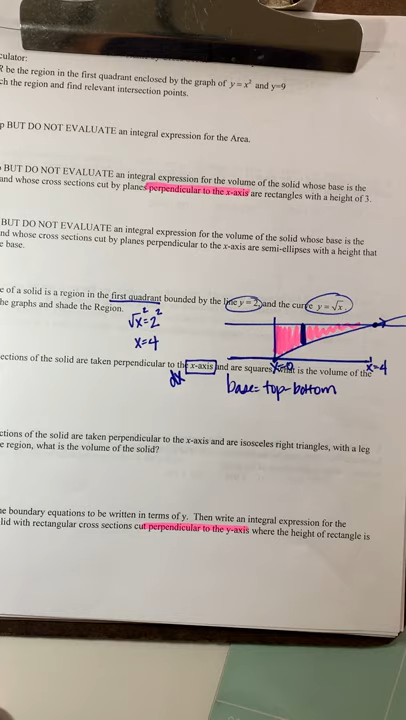 culator:
R be the region in the first quadrant enclosed by the graph of y = x² and y=9
ch the region and find relevant intersection points.
p BUT DO NOT EVALUATE an integral expression for the Area.
BUT DO NOT EVALUATE an integral expression for the volume of the solid whose base is the
and whose cross sections cut by planes perpendicular to the x-axis are rectangles with a height of 3.
BUT DO NOT EVALUATE an integral expression for the volume of the solid whose base is the
nd whose cross sections cut by planes perpendicular to the x-axis are semi-ellipses with a height that
e base.
e of a solid is a region in the first quadrant bounded by the line y = 2, and the curve y = √x.
he graphs and shade the Region.
√x² = 2²
x=4
x=0
x=4
ections of the solid are taken perpendicular to the x-axis and are squares, what is the volume of the
dx
base = top - bottom
ctions of the solid are taken perpendicular to the x-axis and are isosceles right triangles, with a leg
e region, what is the volume of the solid?
he boundary equations to be written in terms of y. Then write an integral expression for the
lid with rectangular cross sections cut perpendicular to the y-axis where the height of rectangle is